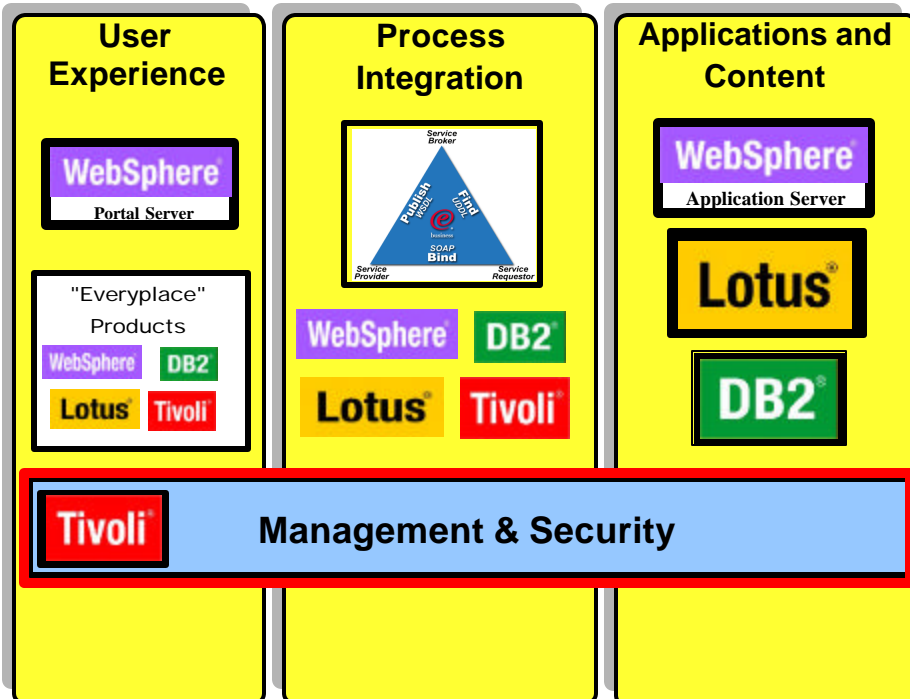 User
Experience
WebSphere®
Portal Server
"Everyplace"
Products
WebSphere® DB2®
Lotus® Tivoli®
Process
Integration
Service
Broker
Publish
WSDL
Find
UDDL
e
business
SOAP
Bind
Service
Provider
Service
Requestor
WebSphere® DB2®
Lotus® Tivoli®
Applications and
Content
WebSphere®
Application Server
Lotus®
DB2®
Tivoli® Management & Security